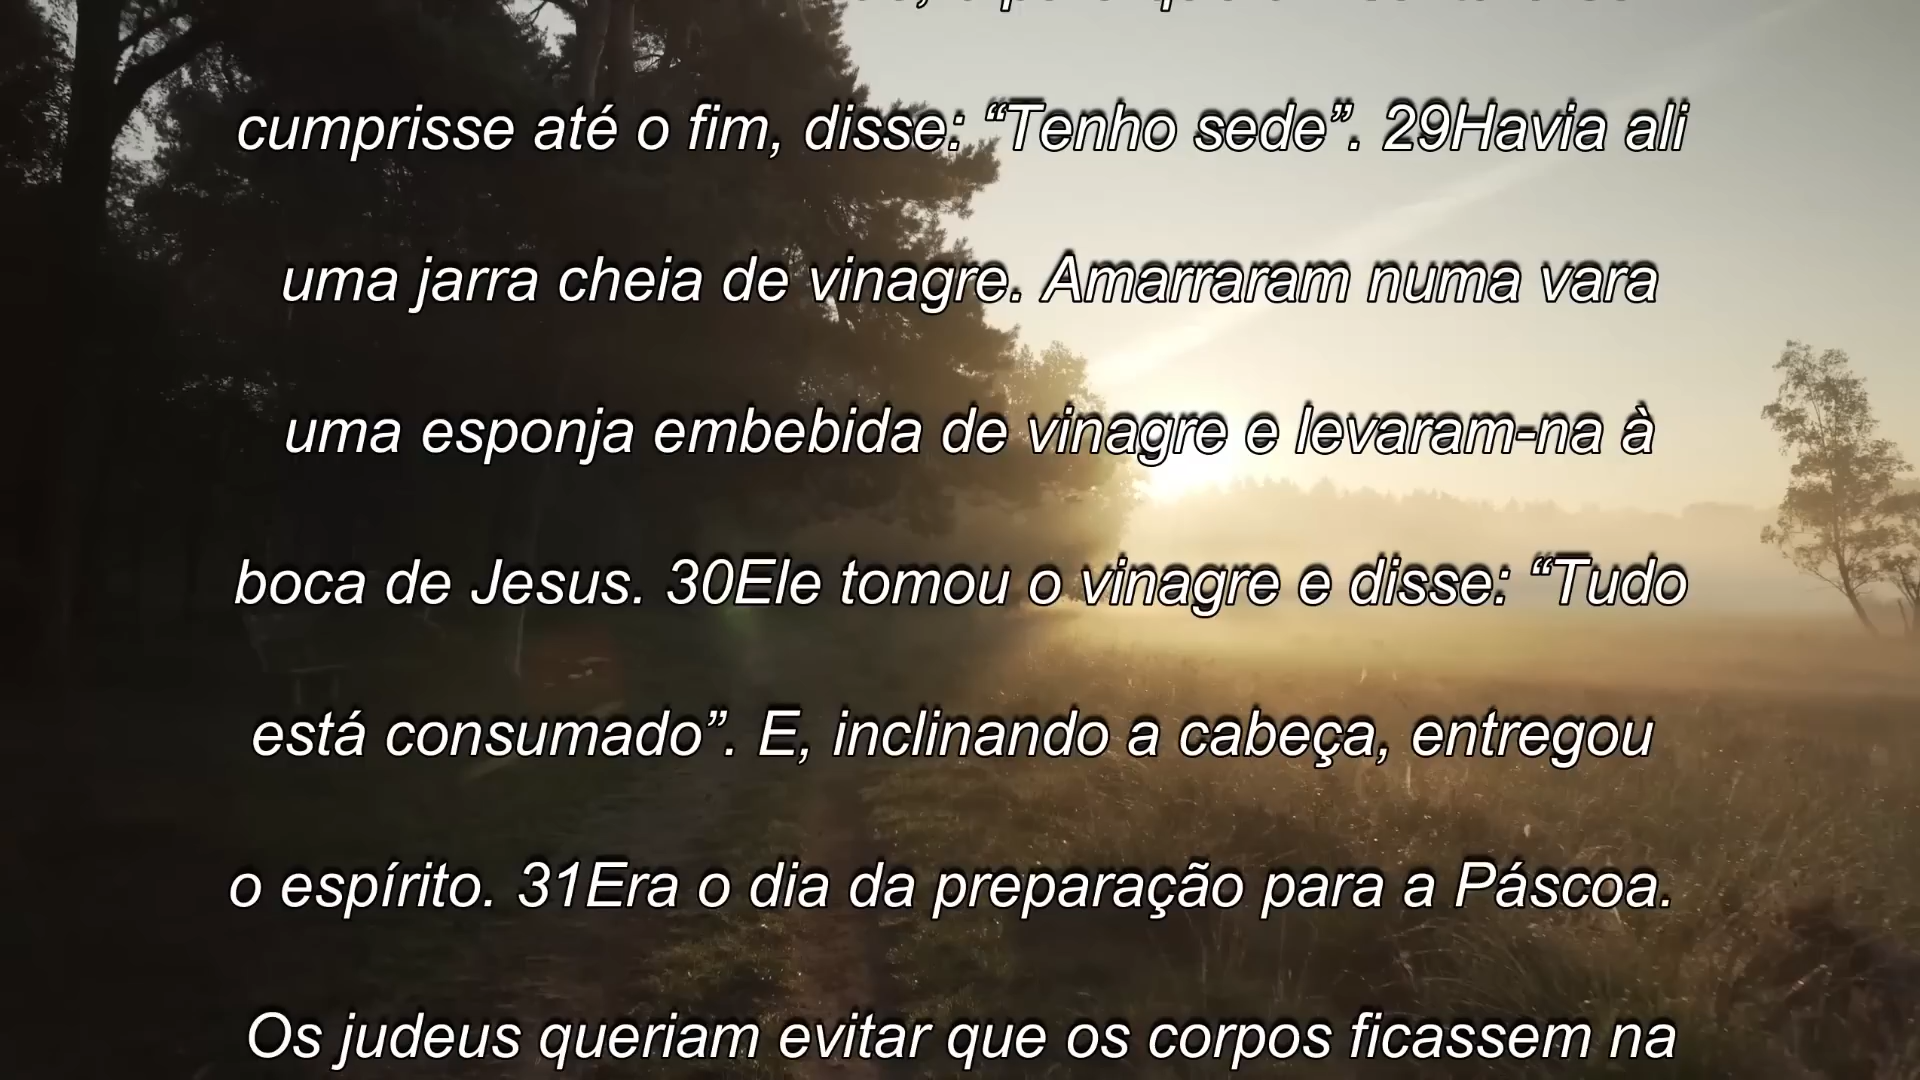 cumprisse até o fim, disse: “Tenho sede”. 29Havia ali
uma jarra cheia de vinagre. Amarraram numa vara
uma esponja embebida de vinagre e levaram-na à
boca de Jesus. 30Ele tomou o vinagre e disse: “Tudo
está consumado”. E, inclinando a cabeça, entregou
o espírito. 31Era o dia da preparação para a Páscoa.
Os judeus queriam evitar que os corpos ficassem na